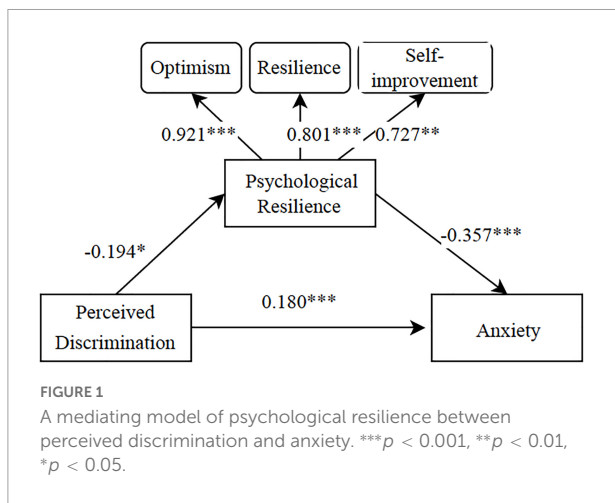 Optimism
Resilience
Self-
improvement
0.921***
0.801***
0.727**
Psychological
Resilience
-0.194*
-0.357***
0.180***
Perceived
Discrimination
Anxiety
FIGURE 1
A mediating model of psychological resilience between
perceived discrimination and anxiety. ***p < 0.001, **p < 0.01,
*p < 0.05.